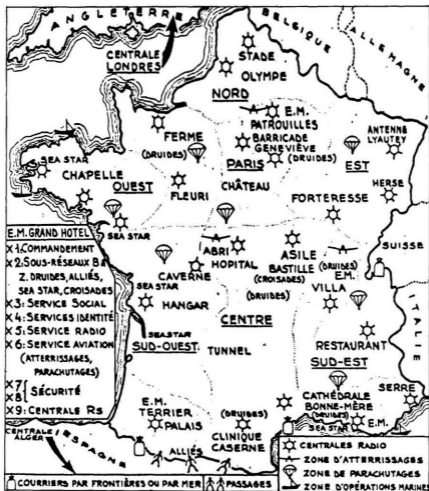 ANGLETERRE
BELGIQUE
ALLEMAGNE
CENTRALE
LONDRES
STADE
OLYMPE
NORD
E.M.
PATROUILLES
BARRICADE
GENEVIÈVE
PARIS
(DRUIDES)
ANTENNE
LYAUTEY
EST
FERME
(DRUIDES)
SEA STAR
CHAPELLE
OUEST
FLEURI
CHÂTEAU
HERSE
FORTERESSE
SEA STAR
E.M. GRAND HOTEL
X1: COMMANDEMENT
X2: SOUS-RÉSEAUX B&
Z. DRUIDES, ALLIÉS,
SEA STAR, CROISADES
X3: SERVICE SOCIAL
X4: SERVICES IDENTITÉ
X5: SERVICE RADIO
X6: SERVICE AVIATION
(ATTERRISSAGES,
PARACHUTAGES)
X7
X8
SÉCURITÉ
X9: CENTRALE RS
ABRI
HOPITAL
CAVERNE
ASILE
BASTILLE
(CROISADES)
(DRUIDES)
(DRUIDES)
E.M.
SUISSE
VILLA
SEA STAR
HANGAR
CENTRE
ITALIE
SEA STAR
SUD-OUEST
TUNNEL
RESTAURANT
SUD-EST
E.M.
TERRIER
PALAIS
(DRUIDES)
CLINIQUE
CASERNE
CATHÉDRALE
BONNE-MÈRE
(DRUIDES)
E.M.
SERRE
CENTRALE
ALGER
ESPAGNE
ALLIÉS
COURRIERS PAR FRONTIÈRES OU PAR MER
PASSAGES
CENTRALES RADIO
ZONE D'ATTERRISSAGES
ZONE DE PARACHUTAGES
ZONE D'OPÉRATIONS MARINES